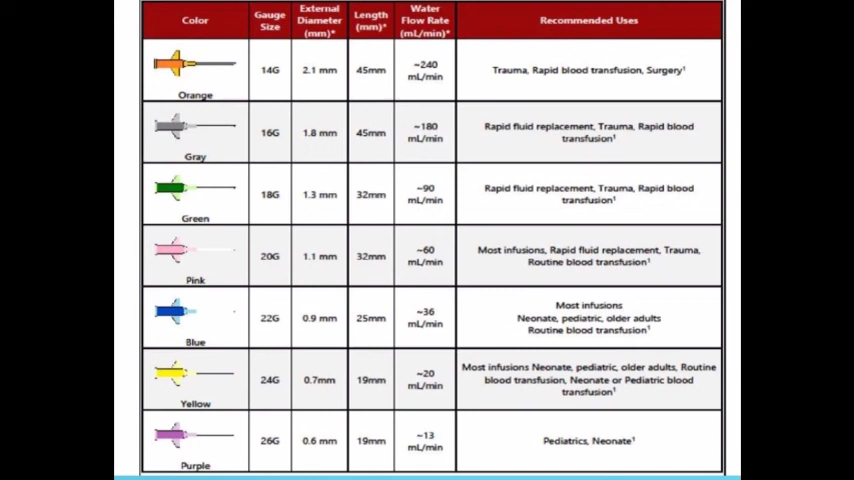 Color
Gauge
Size
External
Diameter
(mm)*
Length
(mm)*
Water
Flow Rate
(mL/min)*
Recommended Uses
Orange
14G
2.1 mm
45mm
~240
mL/min
Trauma, Rapid blood transfusion, Surgery¹
Gray
16G
1.8 mm
45mm
~180
mL/min
Rapid fluid replacement, Trauma, Rapid blood
transfusion¹
Green
18G
1.3 mm
32mm
~90
mL/min
Rapid fluid replacement, Trauma, Rapid blood
transfusion¹
Pink
20G
1.1 mm
32mm
~60
mL/min
Most infusions, Rapid fluid replacement, Trauma,
Routine blood transfusion¹
Blue
22G
0.9 mm
25mm
~36
mL/min
Most infusions
Neonate, pediatric, older adults
Routine blood transfusion¹
Yellow
24G
0.7mm
19mm
~20
mL/min
Most infusions Neonate, pediatric, older adults, Routine
blood transfusion, Neonate or Pediatric blood
transfusion¹
Purple
26G
0.6 mm
19mm
~13
mL/min
Pediatrics, Neonate¹